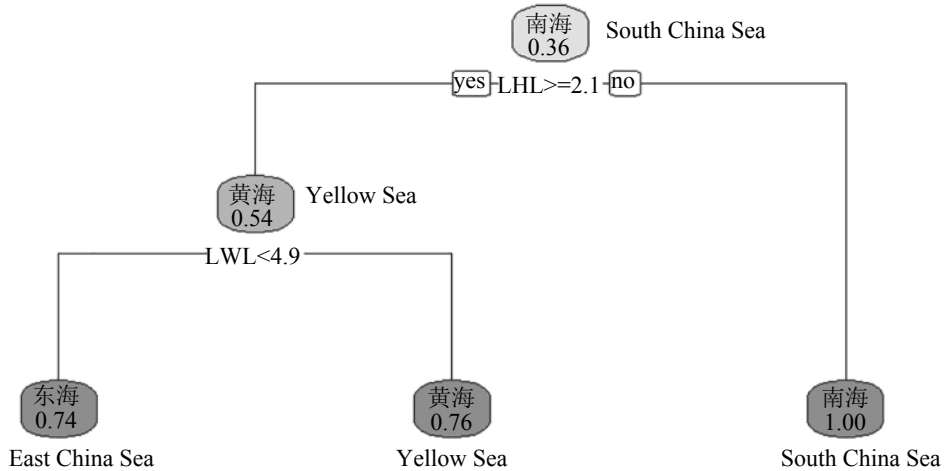 南海
0.36
South China Sea
yes LHL>=2.1 no
黄海
0.54
Yellow Sea
LWL<4.9
东海
0.74
黄海
0.76
南海
1.00
East China Sea
Yellow Sea
South China Sea